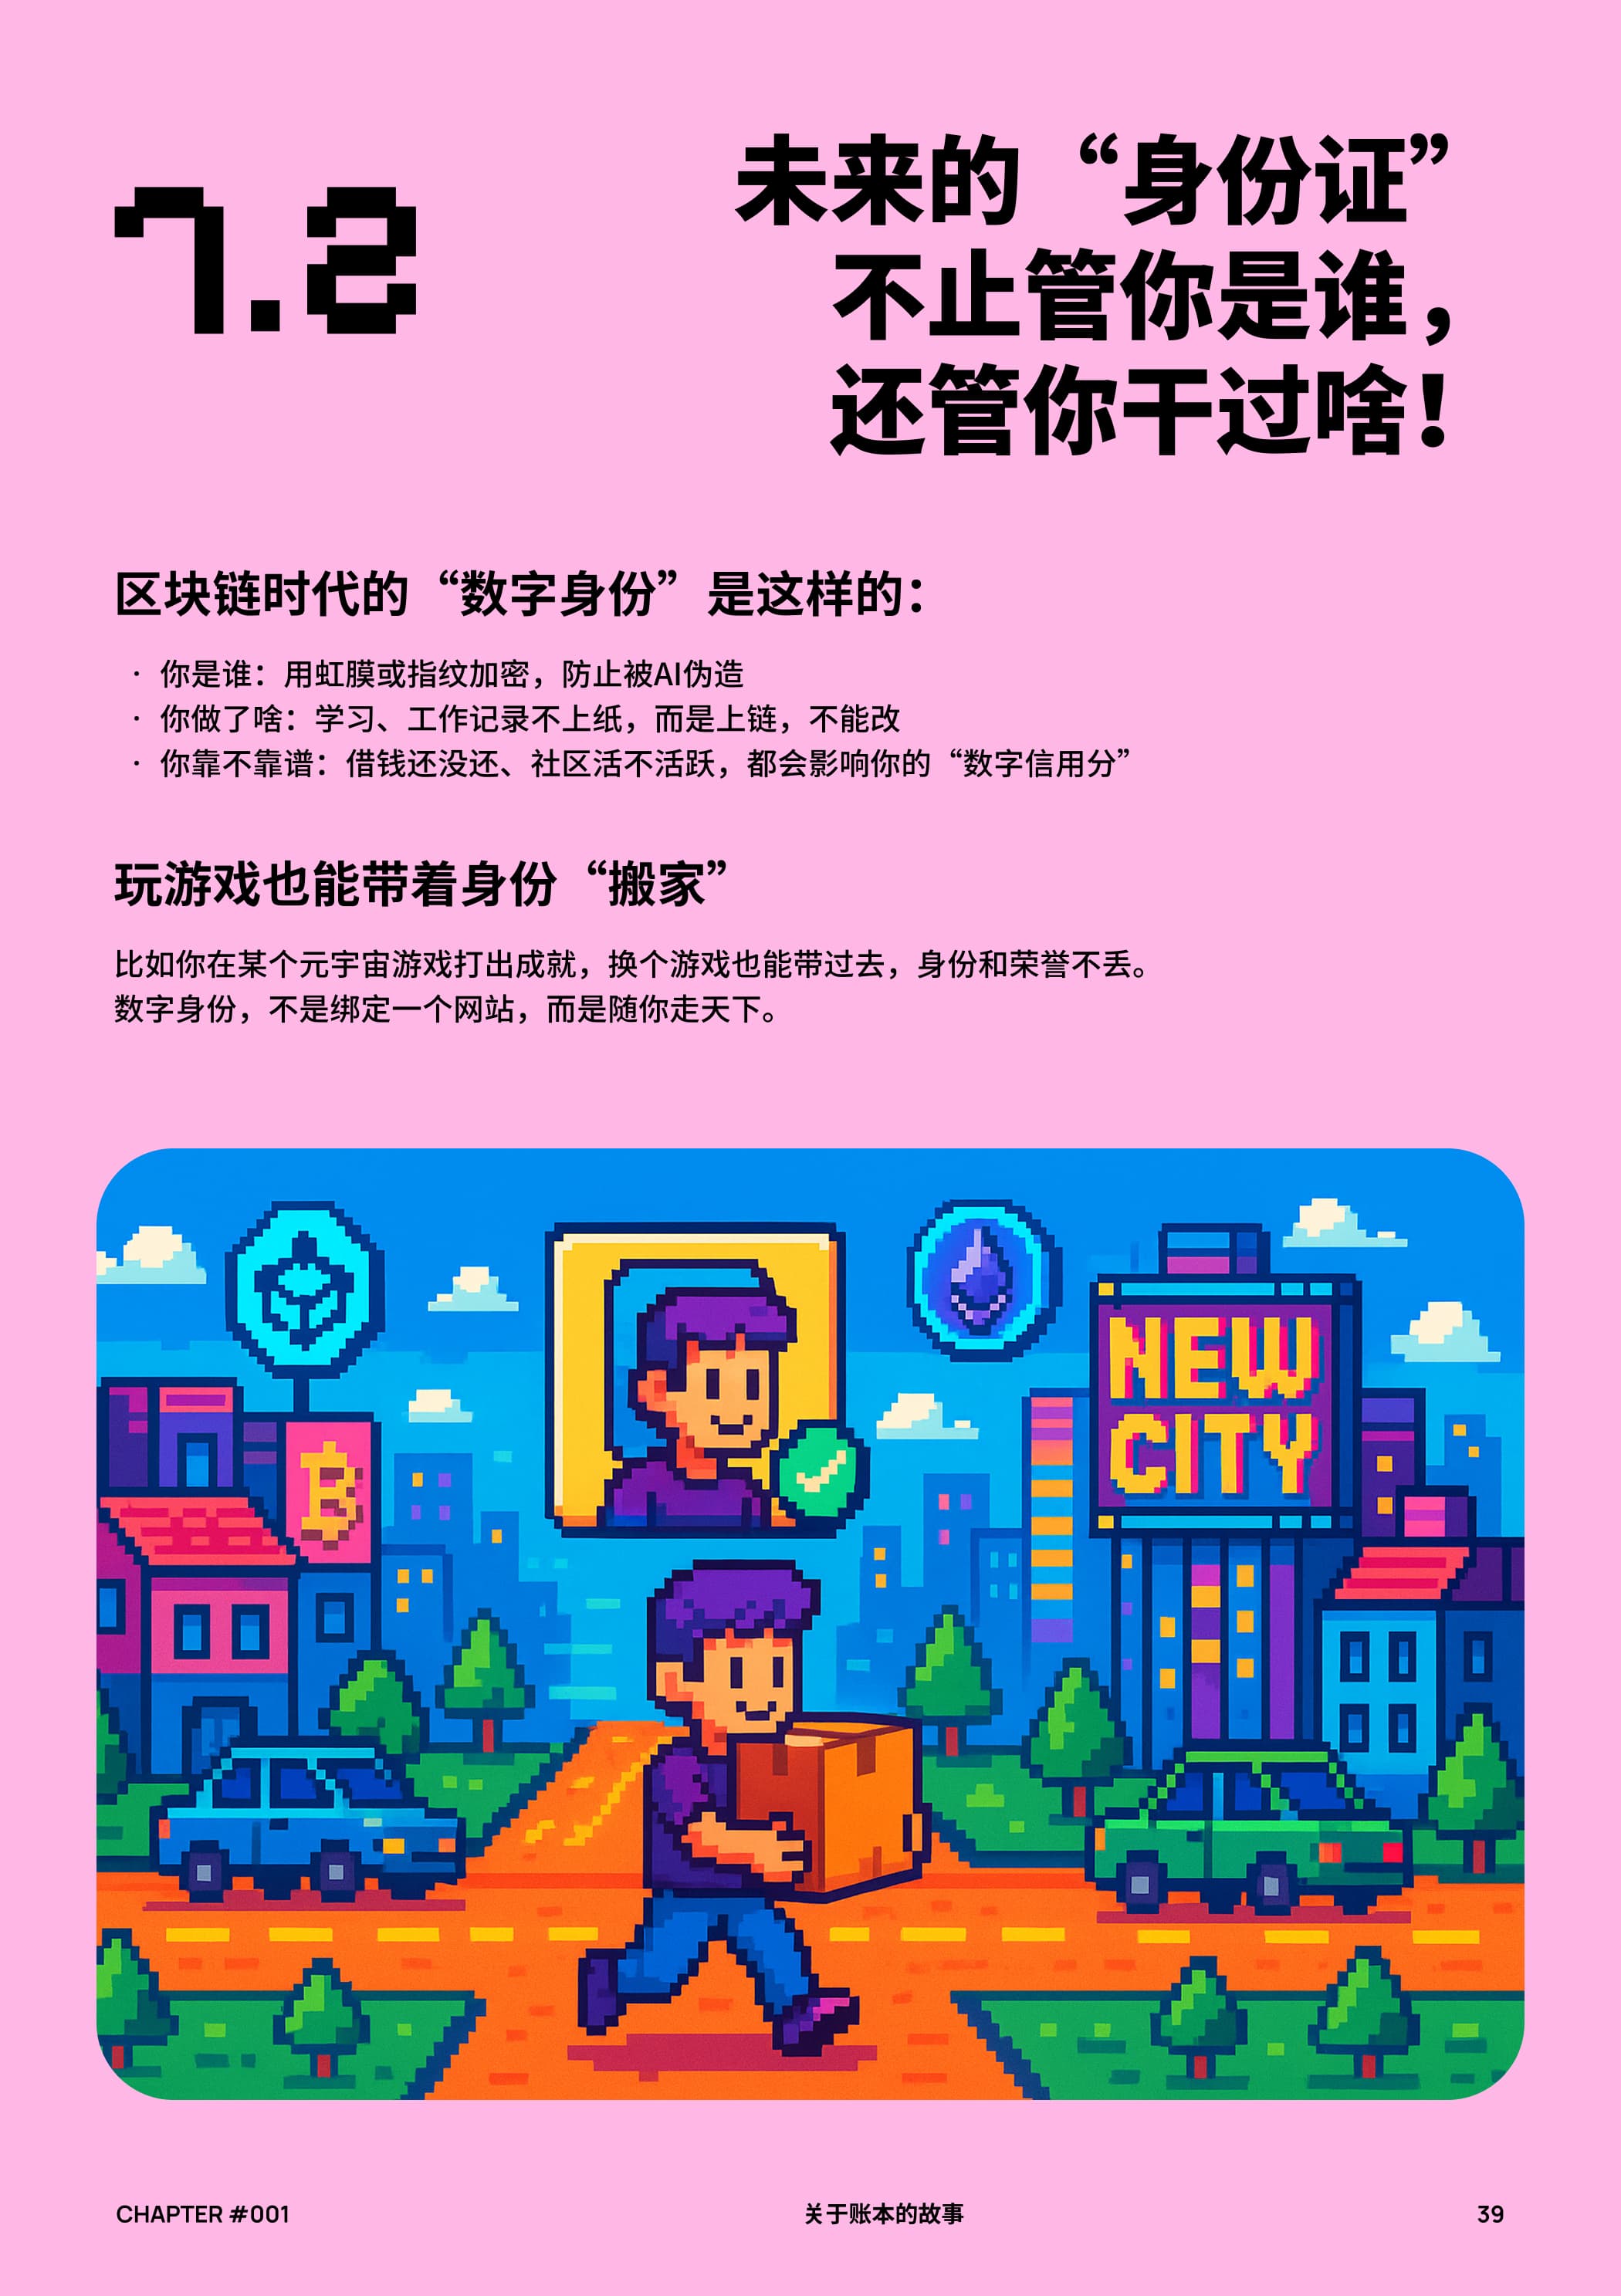 7.2
未来的“身份证”
不止管你是谁，
还管你干过啥！
区块链时代的“数字身份”是这样的：
· 你是谁：用虹膜或指纹加密，防止被AI伪造
· 你做了啥：学习、工作记录不上纸，而是上链，不能改
· 你靠不靠谱：借钱还没还、社区活不活跃，都会影响你的“数字信用分”
玩游戏也能带着身份“搬家”
比如你在某个元宇宙游戏打出成就，换个游戏也能带过去，身份和荣誉不丢。
数字身份，不是绑定一个网站，而是随你走天下。
NEW
CITY
CHAPTER #001
关于账本的故事
39